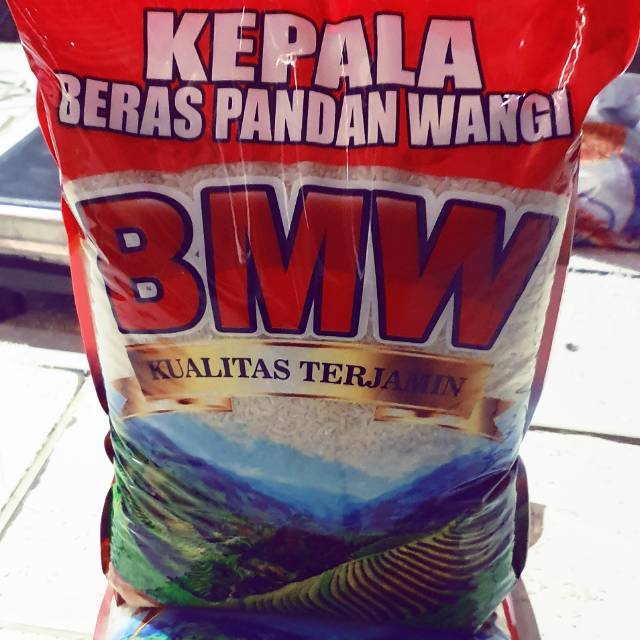 KEPALA
BERAS PANDAN WANGI
BMW
KUALITAS TERJAMIN